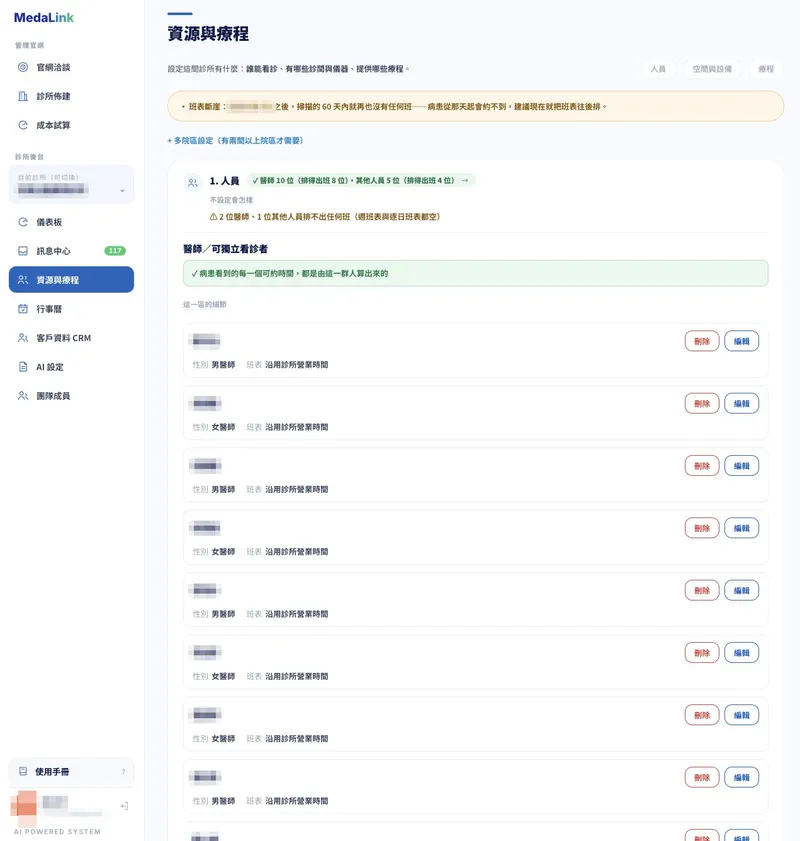 MedaLink
管理官網
官網洽談
診所佈建
成本試算
診所後台
目前診所（可切換）
儀表板
訊息中心 117
資源與療程
行事曆
客戶資料 CRM
AI 設定
團隊成員
使用手冊 ?
AI POWERED SYSTEM
資源與療程
設定這間診所有什麼：誰能看診、有哪些診間與儀器、提供哪些療程。
人員 空間與設備 療程
• 班表斷崖：之後，掃描的 60 天內就再也沒有任何班——病患從那天起會約不到，建議現在就把班表往後排。
+ 多院區設定（有兩間以上院區才需要）
1. 人員 ✓ 醫師 10 位（排得出班 8 位）· 其他人員 5 位（排得出班 4 位） →
不設定會怎樣
⚠ 2 位醫師、1 位其他人員排不出任何班（週班表與逐日班表都空）
醫師／可獨立看診者
✓ 病患看到的每一個可約時間，都是由這一群人算出來的
這一區的細節
刪除 編輯
性別 男醫師 班表 沿用診所營業時間
刪除 編輯
性別 女醫師 班表 沿用診所營業時間
刪除 編輯
性別 男醫師 班表 沿用診所營業時間
刪除 編輯
性別 女醫師 班表 沿用診所營業時間
刪除 編輯
性別 男醫師 班表 沿用診所營業時間
刪除 編輯
性別 女醫師 班表 沿用診所營業時間
刪除 編輯
性別 女醫師 班表 沿用診所營業時間
刪除 編輯
性別 男醫師 班表 沿用診所營業時間
刪除 編輯